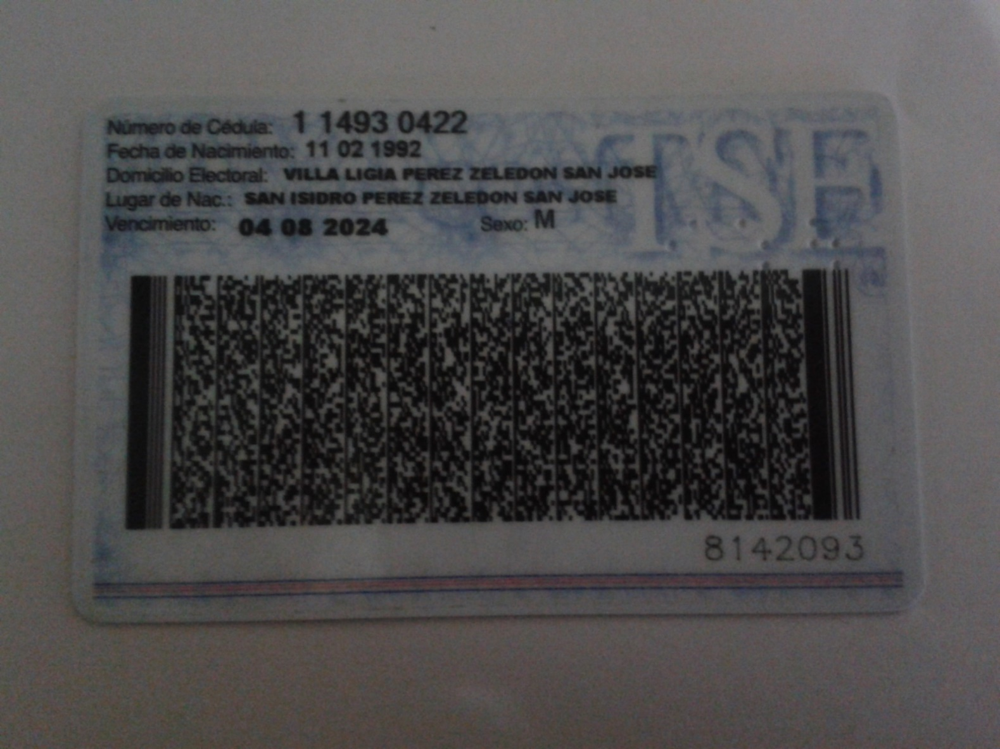 Número de Cédula: 1 1493 0422
Fecha de Nacimiento: 11 02 1992
Domicilio Electoral: VILLA LIGIA PEREZ ZELEDON SAN JOSE
Lugar de Nac.: SAN ISIDRO PEREZ ZELEDON SAN JOSE
Vencimiento: 04 08 2024 Sexo: M
TSE
8142093